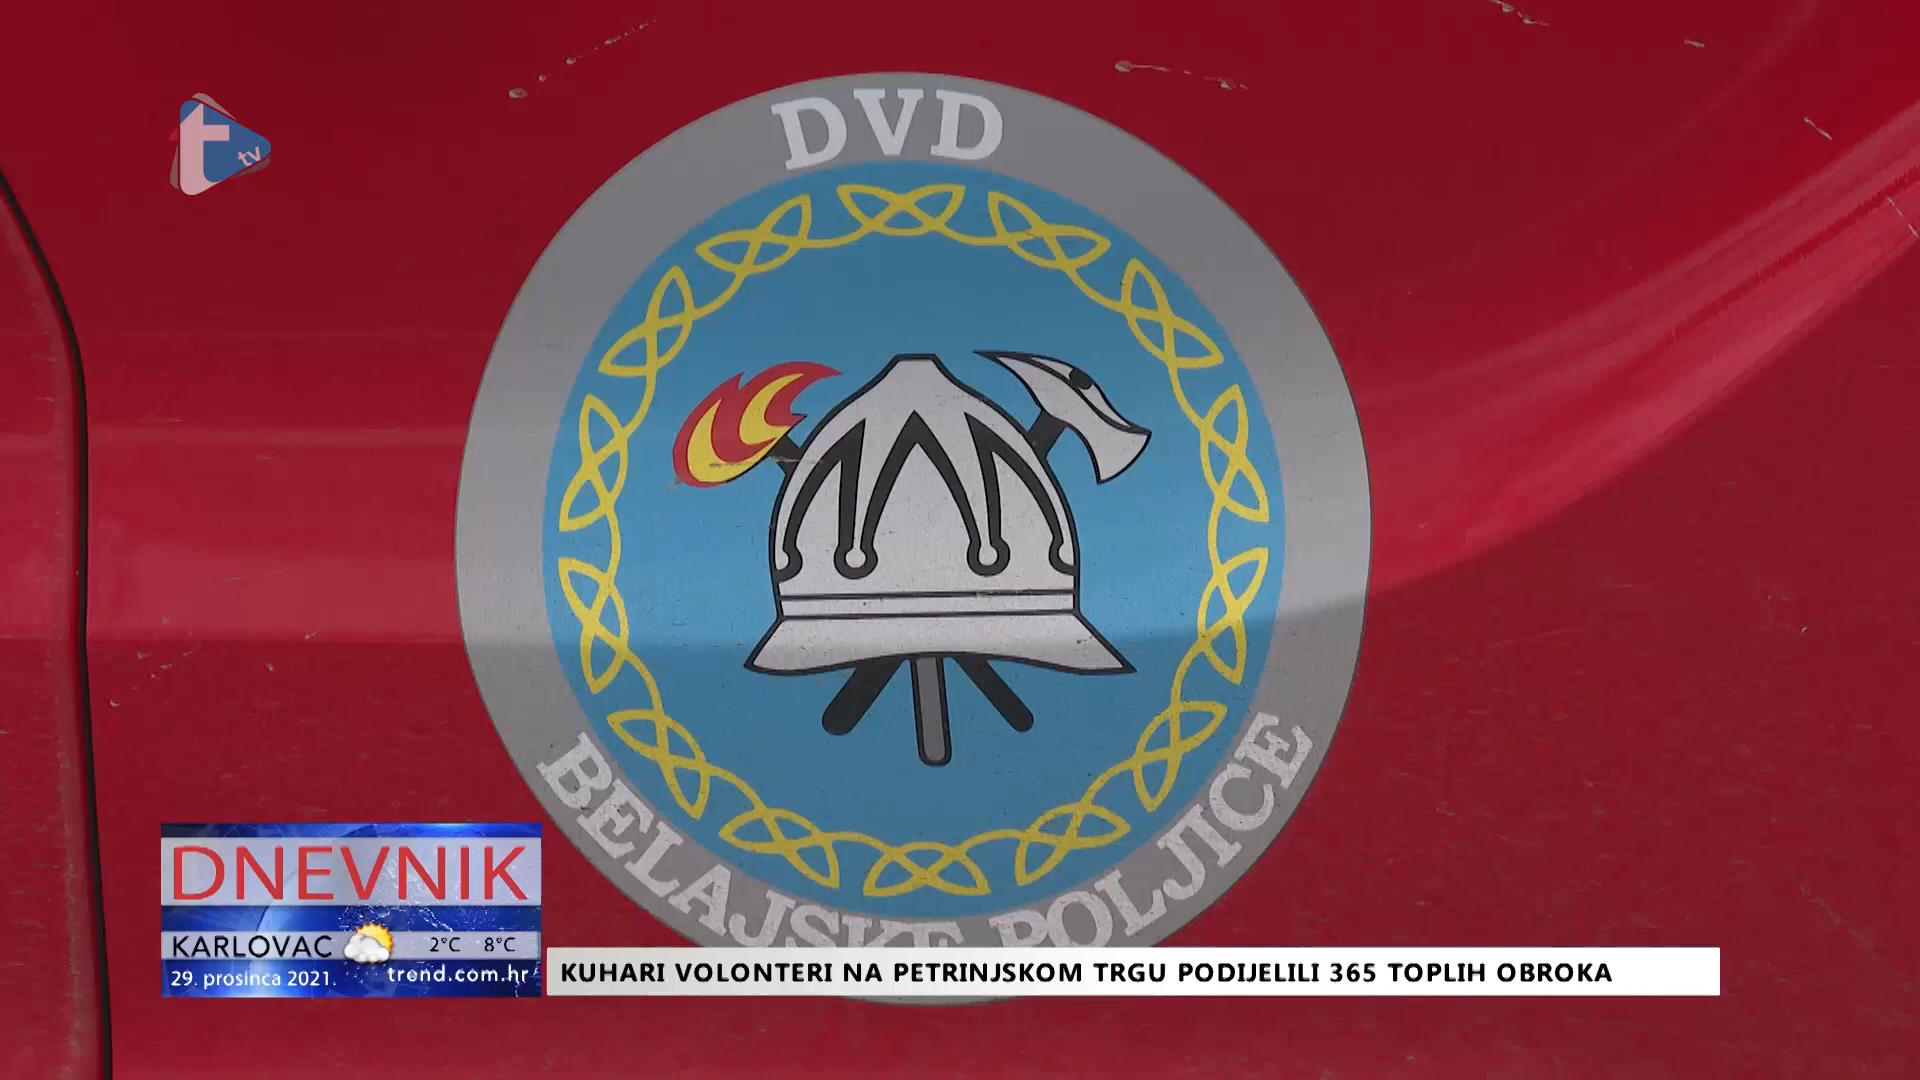 t tv
DVD
BELAJSKE POLJICE
DNEVNIK
KARLOVAC 2°C 8°C
29. prosinca 2021. trend.com.hr
KUHARI VOLONTERI NA PETRINJSKOM TRGU PODIJELILI 365 TOPLIH OBROKA